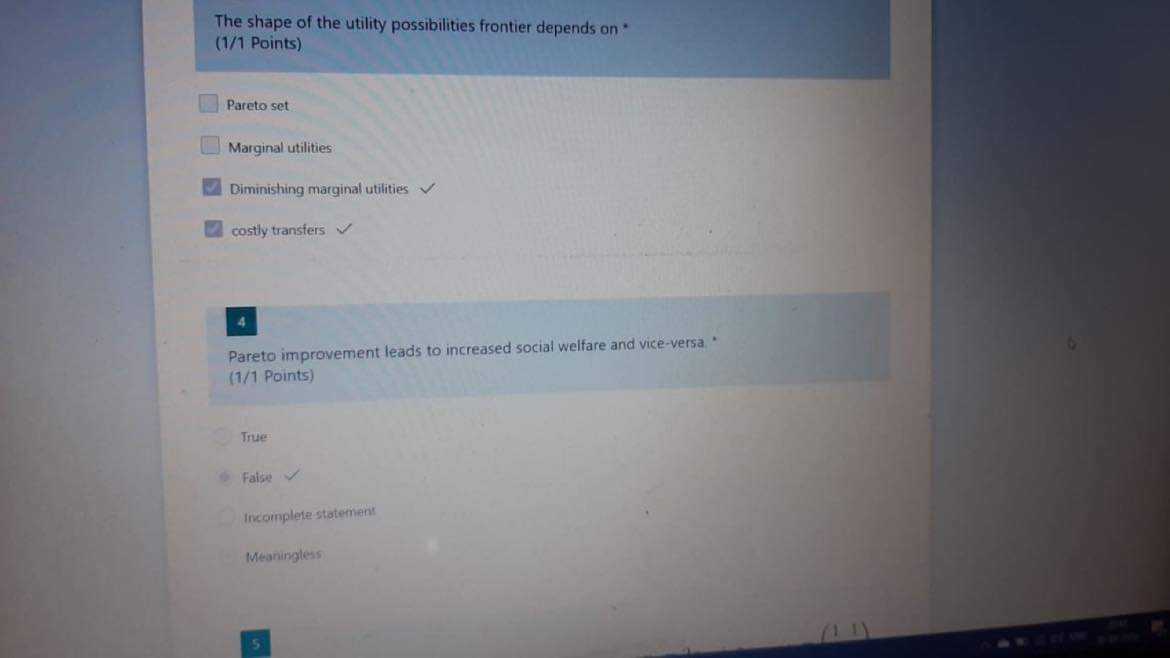 The shape of the utility possibilities frontier depends on *
(1/1 Points)
Pareto set
Marginal utilities
Diminishing marginal utilities
costly transfers
4
Pareto improvement leads to increased social welfare and vice-versa. *
(1/1 Points)
True
False
Incomplete statement
Meaningless
5
(1 1)